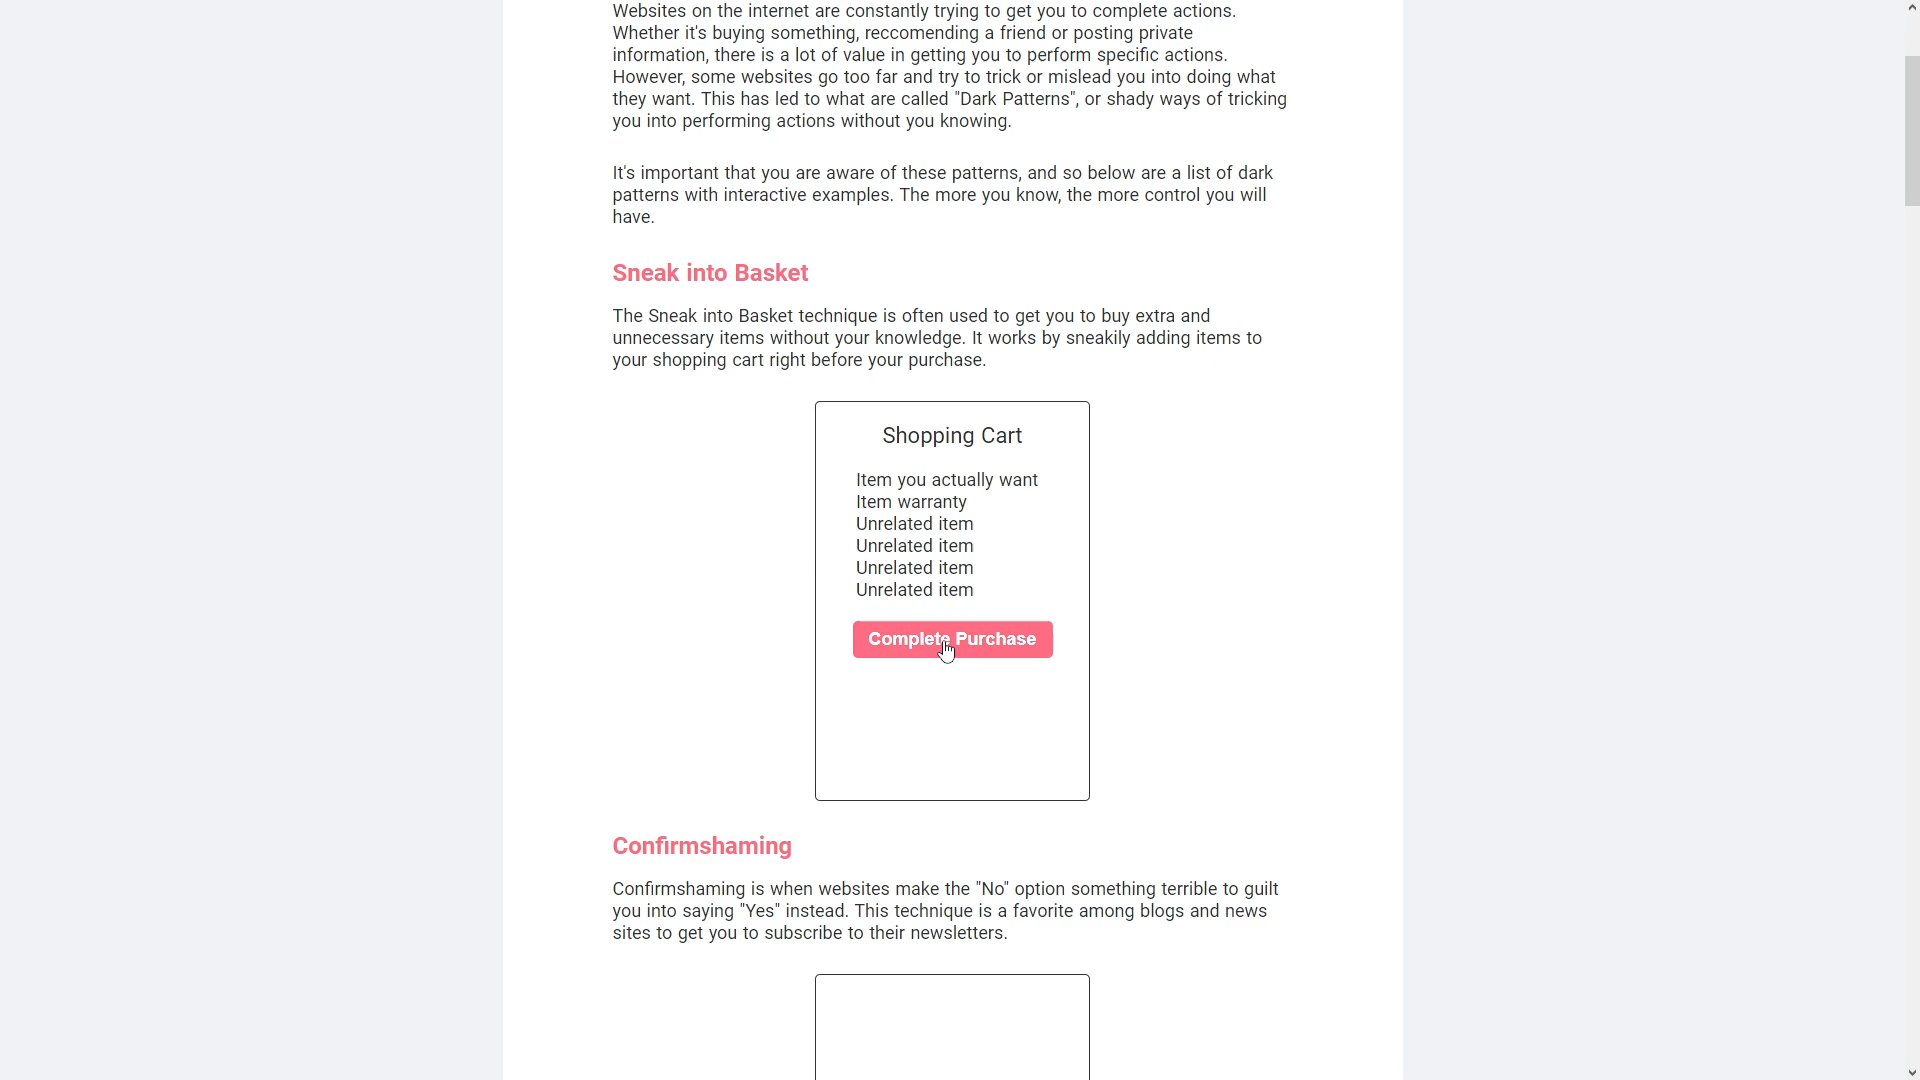 Websites on the internet are constantly trying to get you to complete actions.
Whether it's buying something, reccomending a friend or posting private
information, there is a lot of value in getting you to perform specific actions.
However, some websites go too far and try to trick or mislead you into doing what
they want. This has led to what are called "Dark Patterns", or shady ways of tricking
you into performing actions without you knowing.
It's important that you are aware of these patterns, and so below are a list of dark
patterns with interactive examples. The more you know, the more control you will
have.
Sneak into Basket
The Sneak into Basket technique is often used to get you to buy extra and
unnecessary items without your knowledge. It works by sneakily adding items to
your shopping cart right before your purchase.
Shopping Cart
Item you actually want
Item warranty
Unrelated item
Unrelated item
Unrelated item
Unrelated item
Complete Purchase
Confirmshaming
Confirmshaming is when websites make the "No" option something terrible to guilt
you into saying "Yes" instead. This technique is a favorite among blogs and news
sites to get you to subscribe to their newsletters.